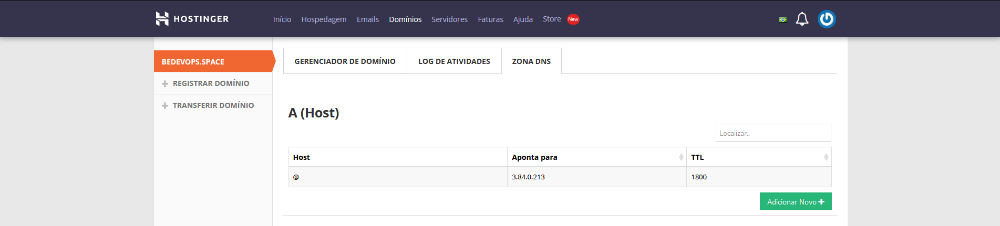 HOSTINGER
Início Hospedagem Emails Domínios Servidores Faturas Ajuda Store New
BEDEVOPS.SPACE
REGISTRAR DOMÍNIO
TRANSFERIR DOMÍNIO
GERENCIADOR DE DOMÍNIO LOG DE ATIVIDADES ZONA DNS
A (Host)
Localizar..
Host Aponta para TTL
@ 3.84.0.213 1800
Adicionar Novo